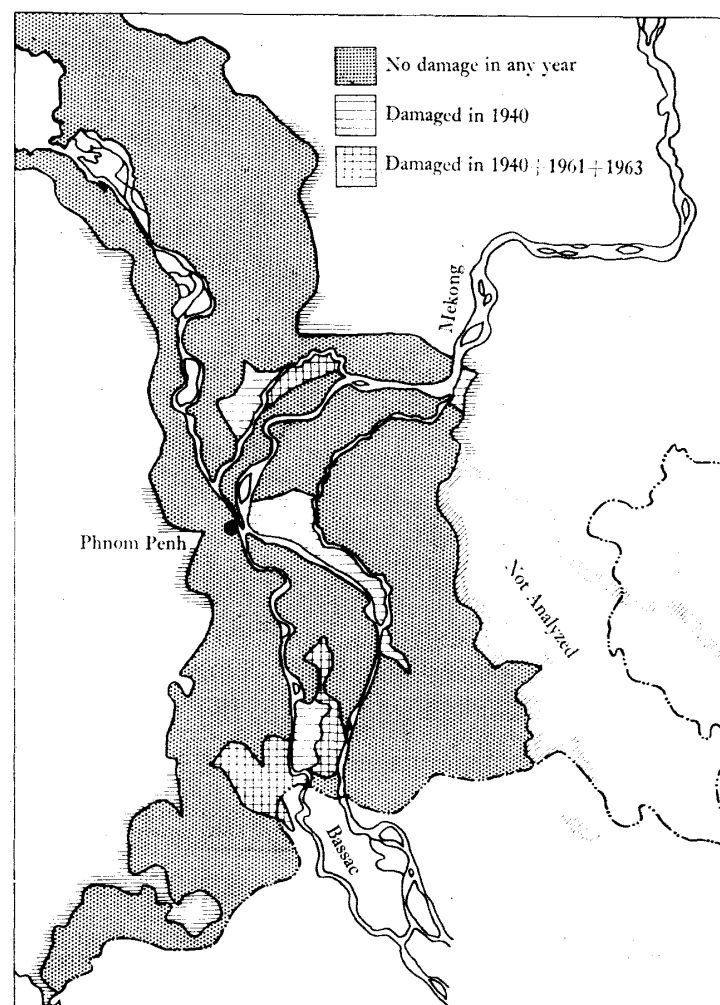 No damage in any year
Damaged in 1940
Damaged in 1940 + 1961 + 1963
Mekong
Phnom Penh
Not Analyzed
Bassac